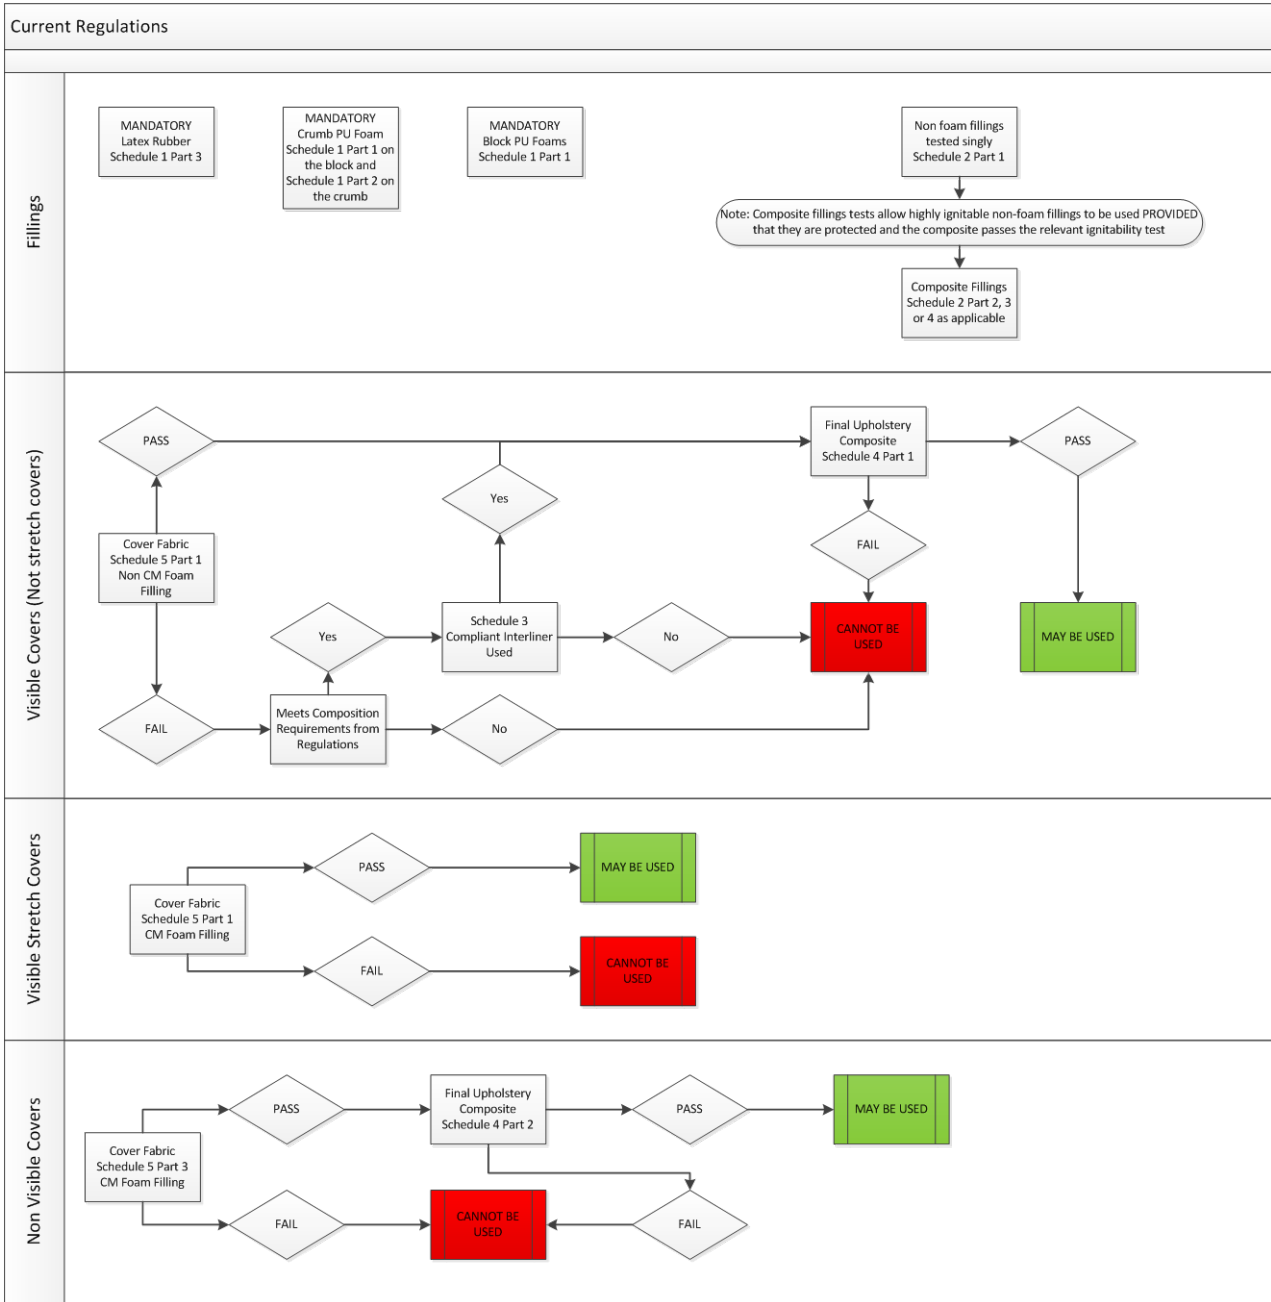 Current Regulations
Fillings
MANDATORY
Latex Rubber
Schedule 1 Part 3
MANDATORY
Crumb PU Foam
Schedule 1 Part 1 on
the block and
Schedule 1 Part 2 on
the crumb
MANDATORY
Block PU Foams
Schedule 1 Part 1
Non foam fillings
tested singly
Schedule 2 Part 1
Note: Composite fillings tests allow highly ignitable non-foam fillings to be used PROVIDED
that they are protected and the composite passes the relevant ignitability test
Composite Fillings
Schedule 2 Part 2, 3
or 4 as applicable
Visible Covers (Not stretch covers)
PASS
Final Upholstery
Composite
Schedule 4 Part 1
PASS
Yes
FAIL
Cover Fabric
Schedule 5 Part 1
Non CM Foam
Filling
Yes
Schedule 3
Compliant Interliner
Used
No
CANNOT BE
USED
MAY BE USED
FAIL
Meets Composition
Requirements from
Regulations
No
Visible Stretch Covers
PASS
MAY BE USED
Cover Fabric
Schedule 5 Part 1
CM Foam Filling
FAIL
CANNOT BE
USED
Non Visible Covers
PASS
Final Upholstery
Composite
Schedule 4 Part 2
PASS
MAY BE USED
Cover Fabric
Schedule 5 Part 3
CM Foam Filling
FAIL
CANNOT BE
USED
FAIL